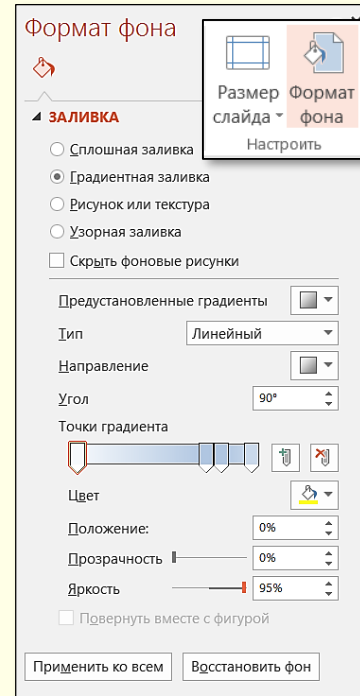 Формат фона
Размер слайда
Формат фона
Настроить
ЗАЛИВКА
Сплошная заливка
Градиентная заливка
Рисунок или текстура
Узорная заливка
Скрыть фоновые рисунки
Предустановленные градиенты
Тип Линейный
Направление
Угол 90°
Точки градиента
Цвет
Положение: 0%
Прозрачность 0%
Яркость 95%
Повернуть вместе с фигурой
Применить ко всем Восстановить фон